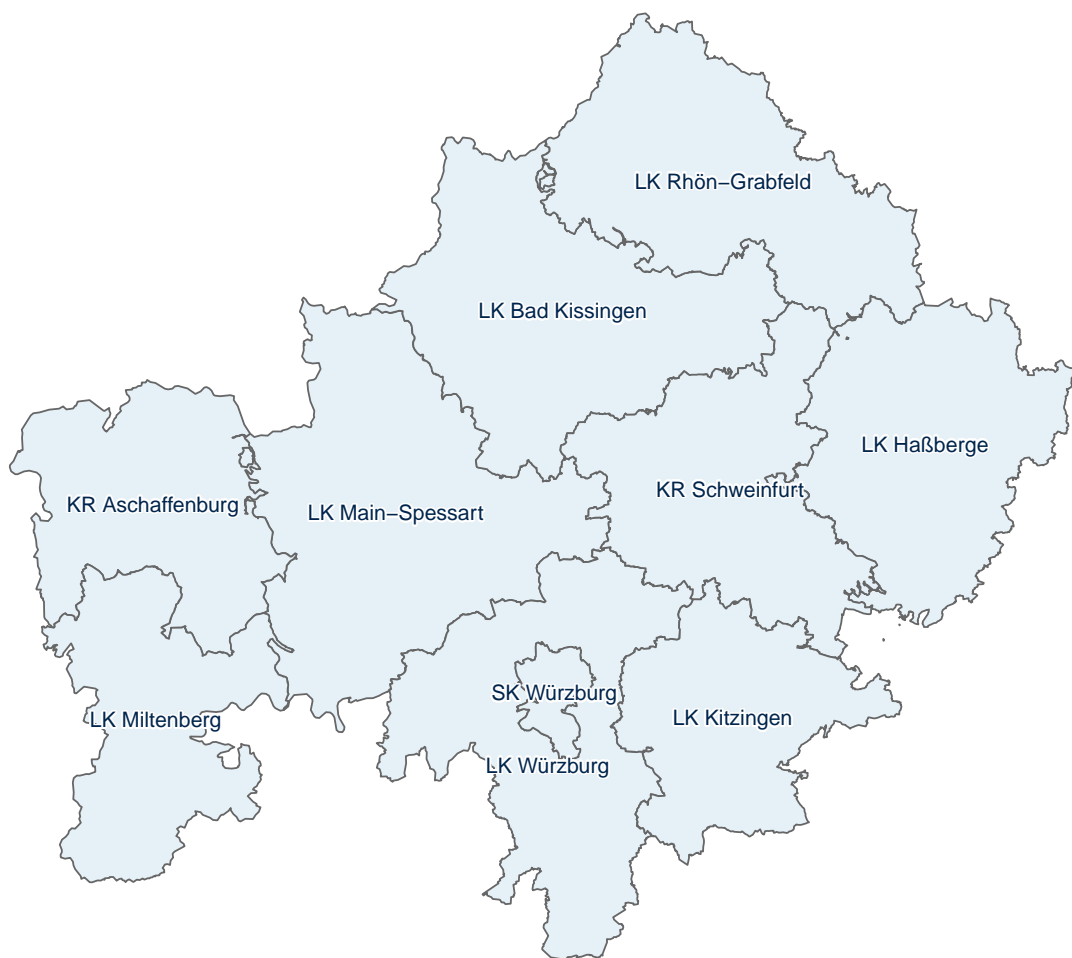 LK Rhön−Grabfeld
LK Bad Kissingen
LK Haßberge
KR Schweinfurt
KR Aschaffenburg
LK Main−Spessart
SK Würzburg
LK Kitzingen
LK Miltenberg
LK Würzburg